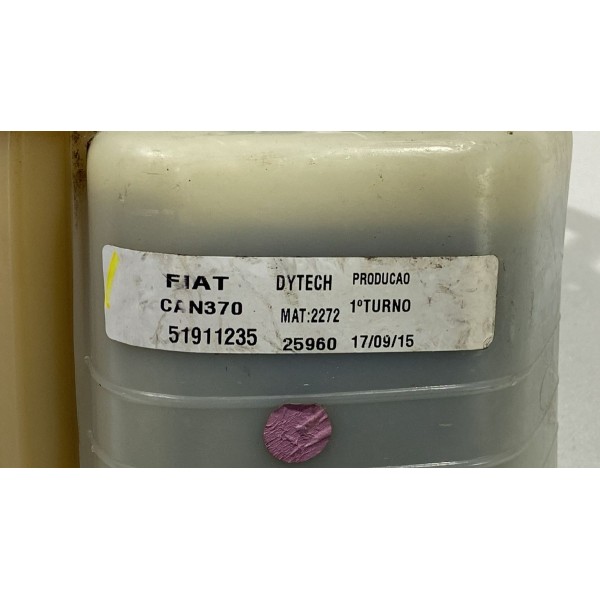 FIAT DYTECH PRODUCAO
CAN370 MAT:2272 1ºTURNO
51911235 25960 17/09/15